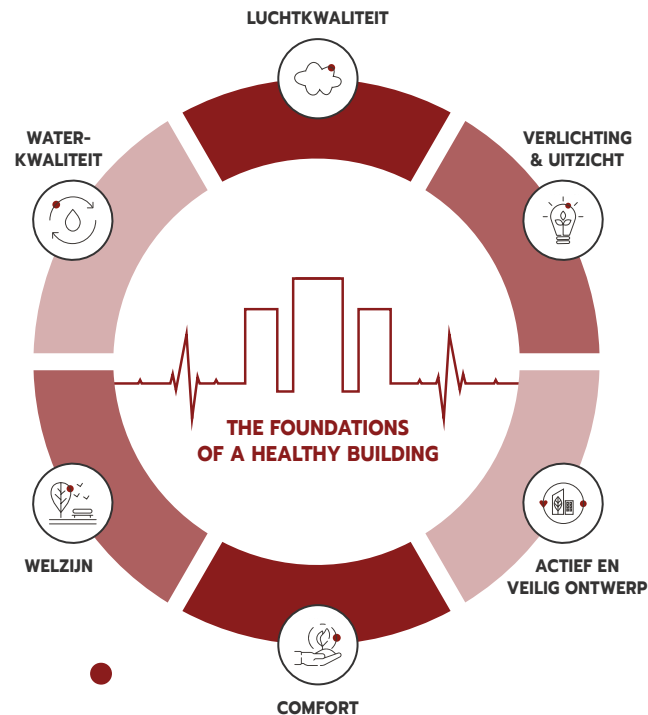 LUCHTKWALITEIT
WATER-
KWALITEIT
VERLICHTING
& UITZICHT
THE FOUNDATIONS
OF A HEALTHY BUILDING
WELZIJN
ACTIEF EN
VEILIG ONTWERP
COMFORT